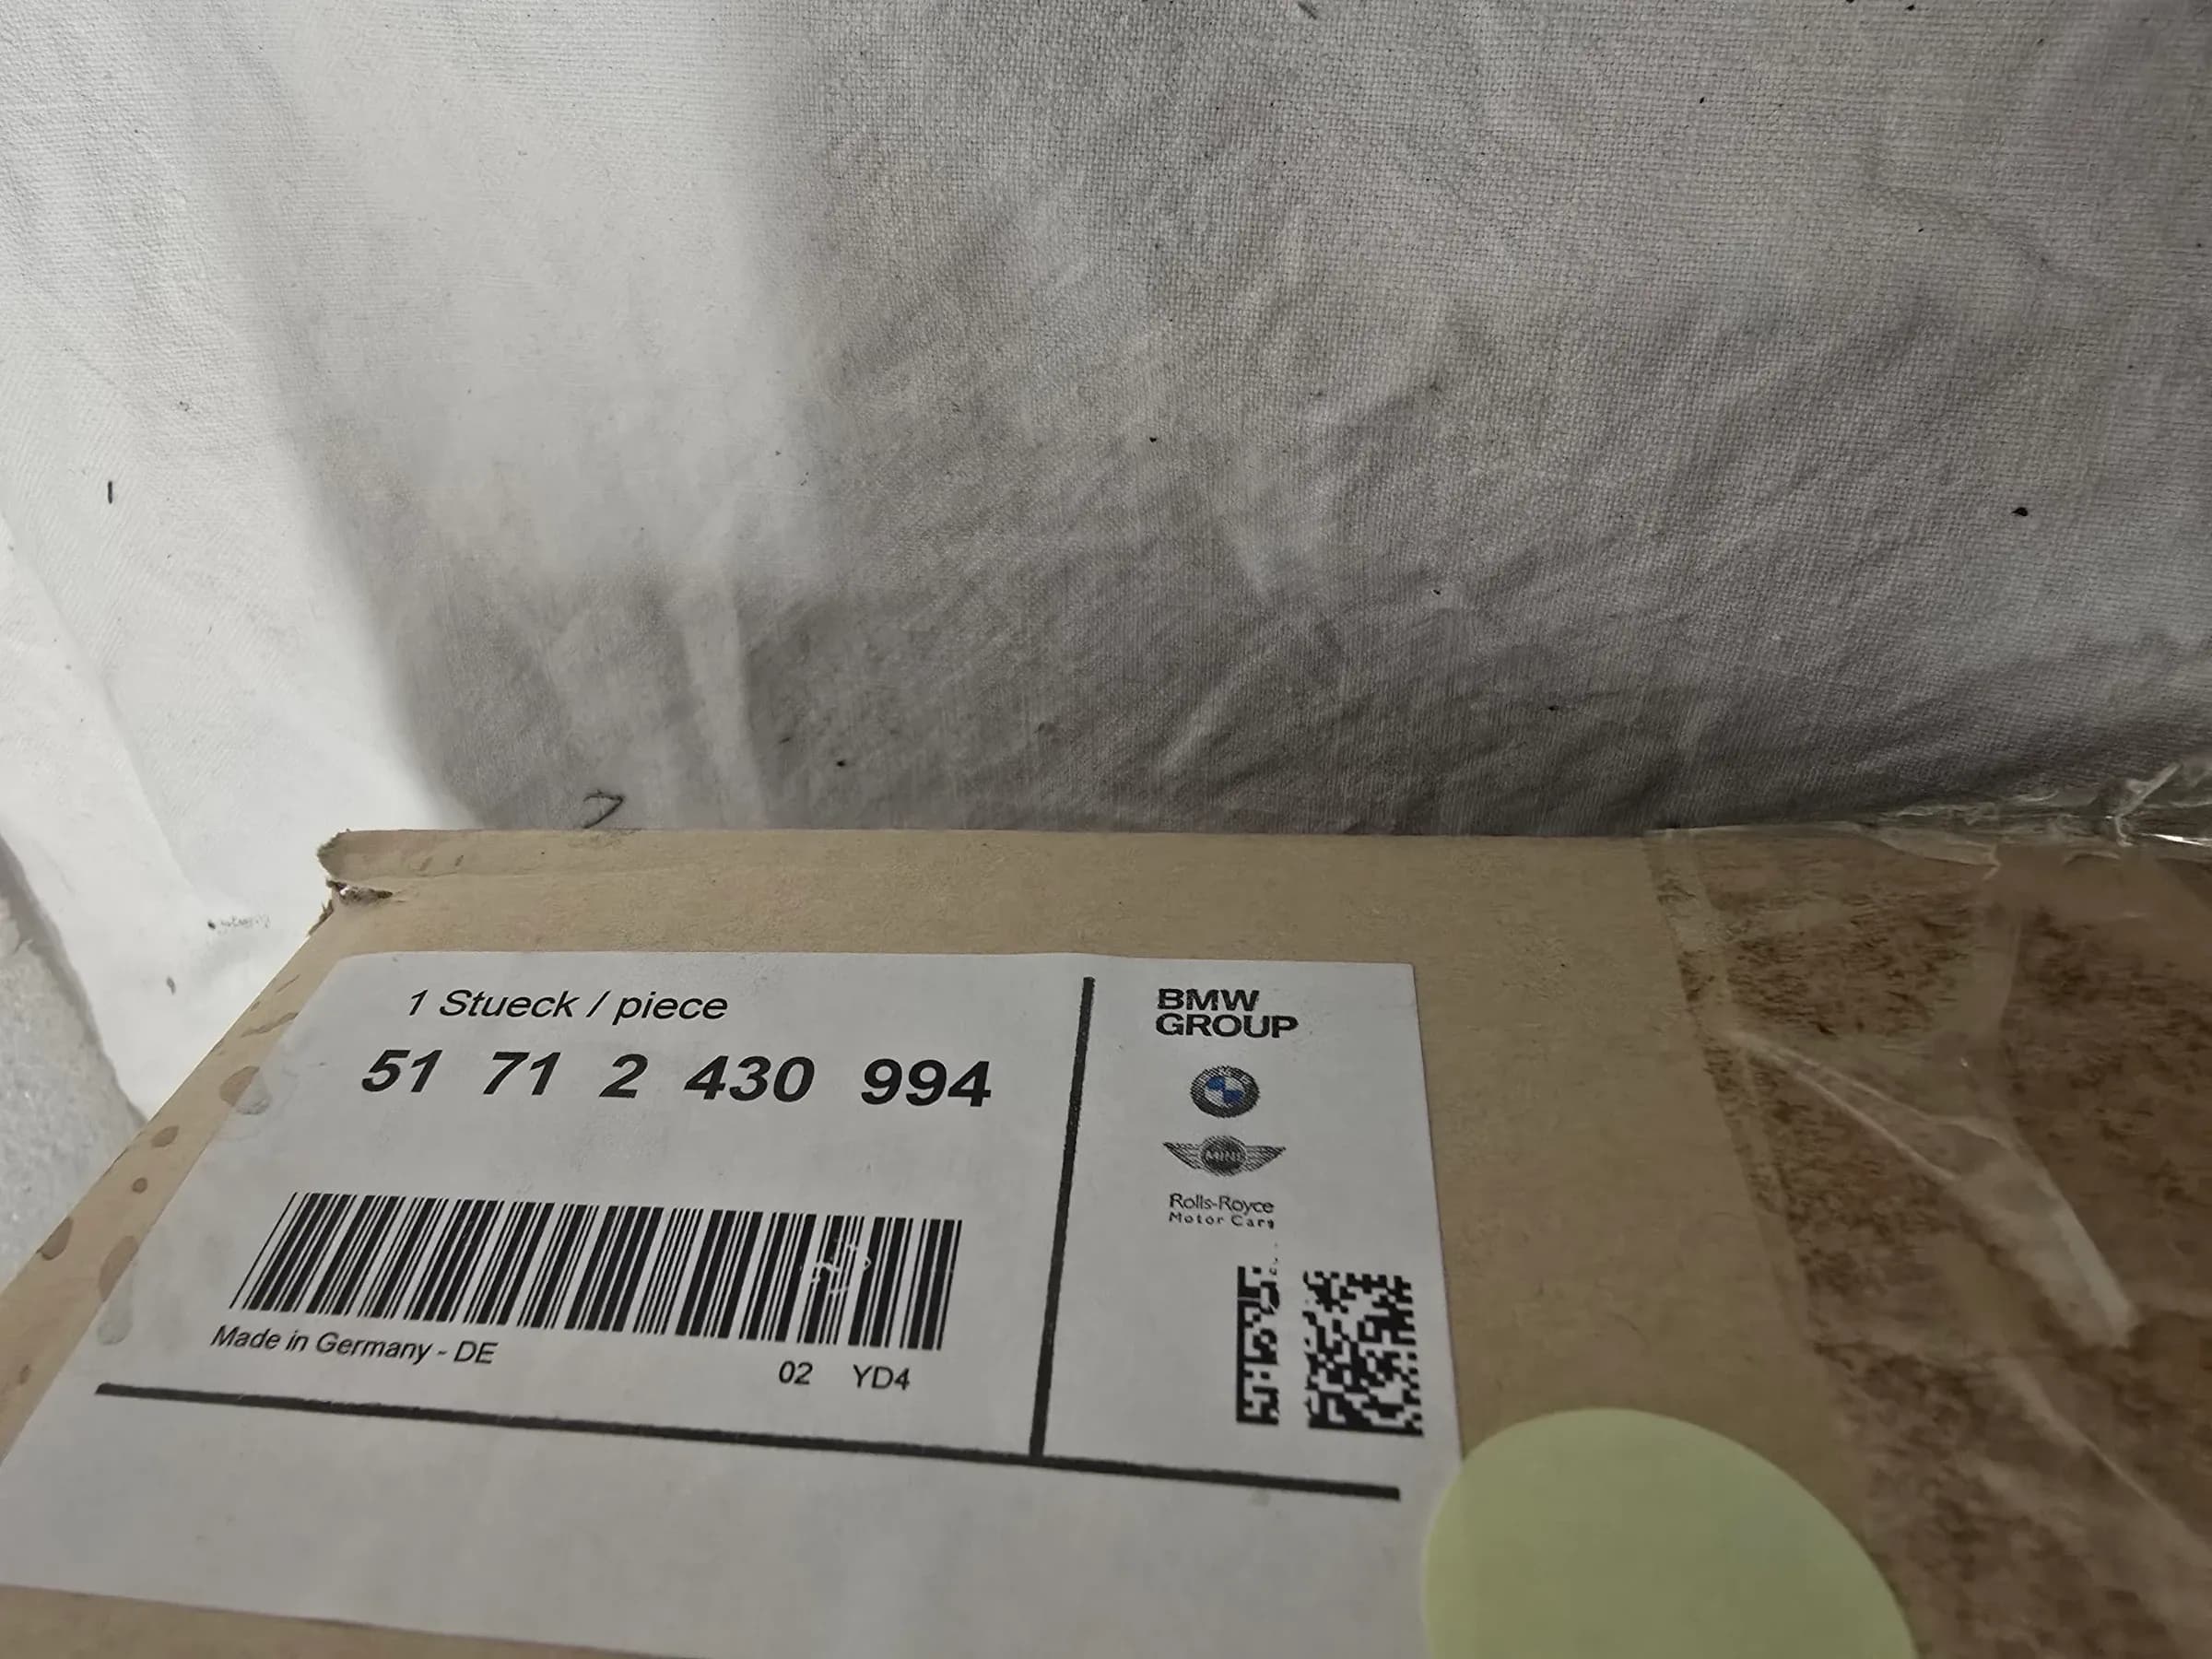 1 Stueck / piece
51 71 2 430 994
Made in Germany - DE
02 YD4
BMW
GROUP
MINI
Rolls-Royce
Motor Cars